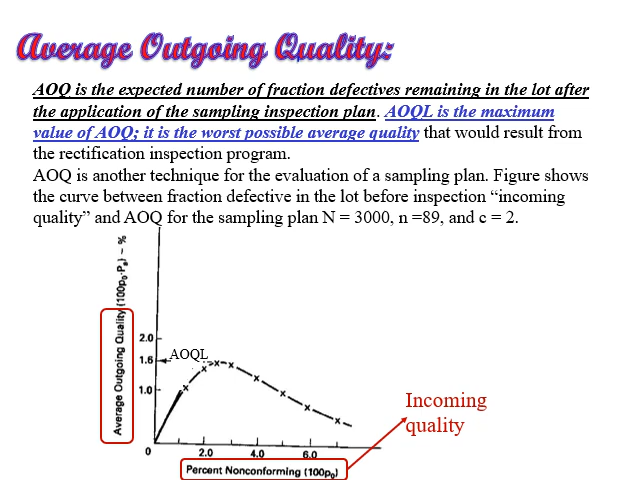 Average Outgoing Quality:
AOQ is the expected number of fraction defectives remaining in the lot after
the application of the sampling inspection plan. AOQL is the maximum
value of AOQ; it is the worst possible average quality that would result from
the rectification inspection program.
AOQ is another technique for the evaluation of a sampling plan. Figure shows
the curve between fraction defective in the lot before inspection “incoming
quality” and AOQ for the sampling plan N = 3000, n =89, and c = 2.
Average Outgoing Quality (100p₀·Pₐ) ~ %
2.0
1.6
AOQL
1.0
Incoming
quality
0
2.0
4.0
6.0
Percent Nonconforming (100p₀)